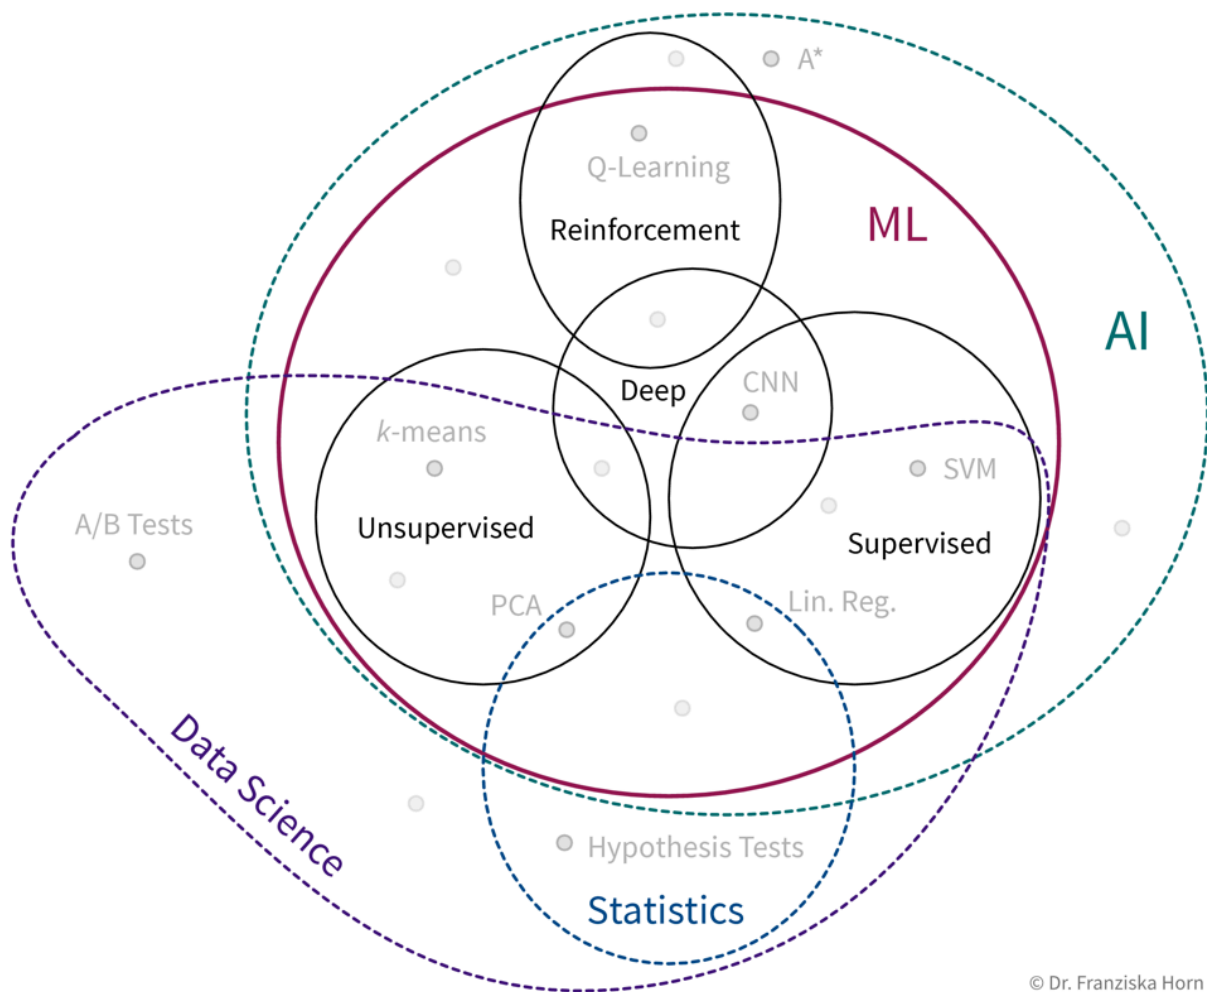 A*
Q-Learning
Reinforcement
ML
AI
Deep
CNN
k-means
SVM
A/B Tests
Unsupervised
Supervised
PCA
Lin. Reg.
Data Science
Hypothesis Tests
Statistics
© Dr. Franziska Horn